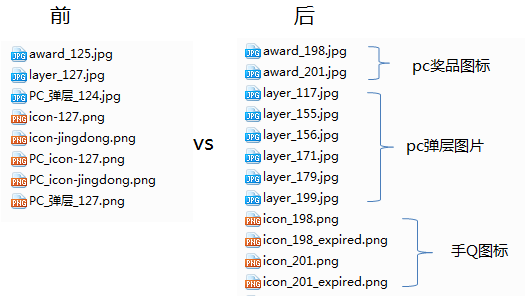 前
后
award_125.jpg
layer_127.jpg
PC_弹层_124.jpg
icon-127.png
icon-jingdong.png
PC_icon-127.png
PC_icon-jingdong.png
PC_弹层_127.png
vs
award_198.jpg
award_201.jpg
layer_117.jpg
layer_155.jpg
layer_156.jpg
layer_171.jpg
layer_179.jpg
layer_199.jpg
icon_198.png
icon_198_expired.png
icon_201.png
icon_201_expired.png
pc奖品图标
pc弹层图片
手Q图标